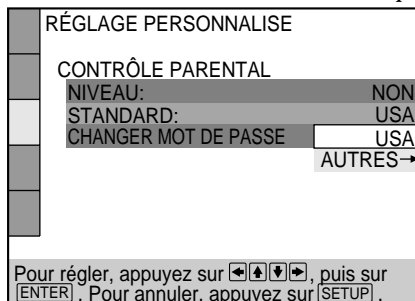 RÉGLAGE PERSONNALISE
CONTRÔLE PARENTAL
NIVEAU: NON
STANDARD: USA
CHANGER MOT DE PASSE USA
AUTRES→
Pour régler, appuyez sur ←↑↓→, puis sur
ENTER . Pour annuler, appuyez sur SETUP .